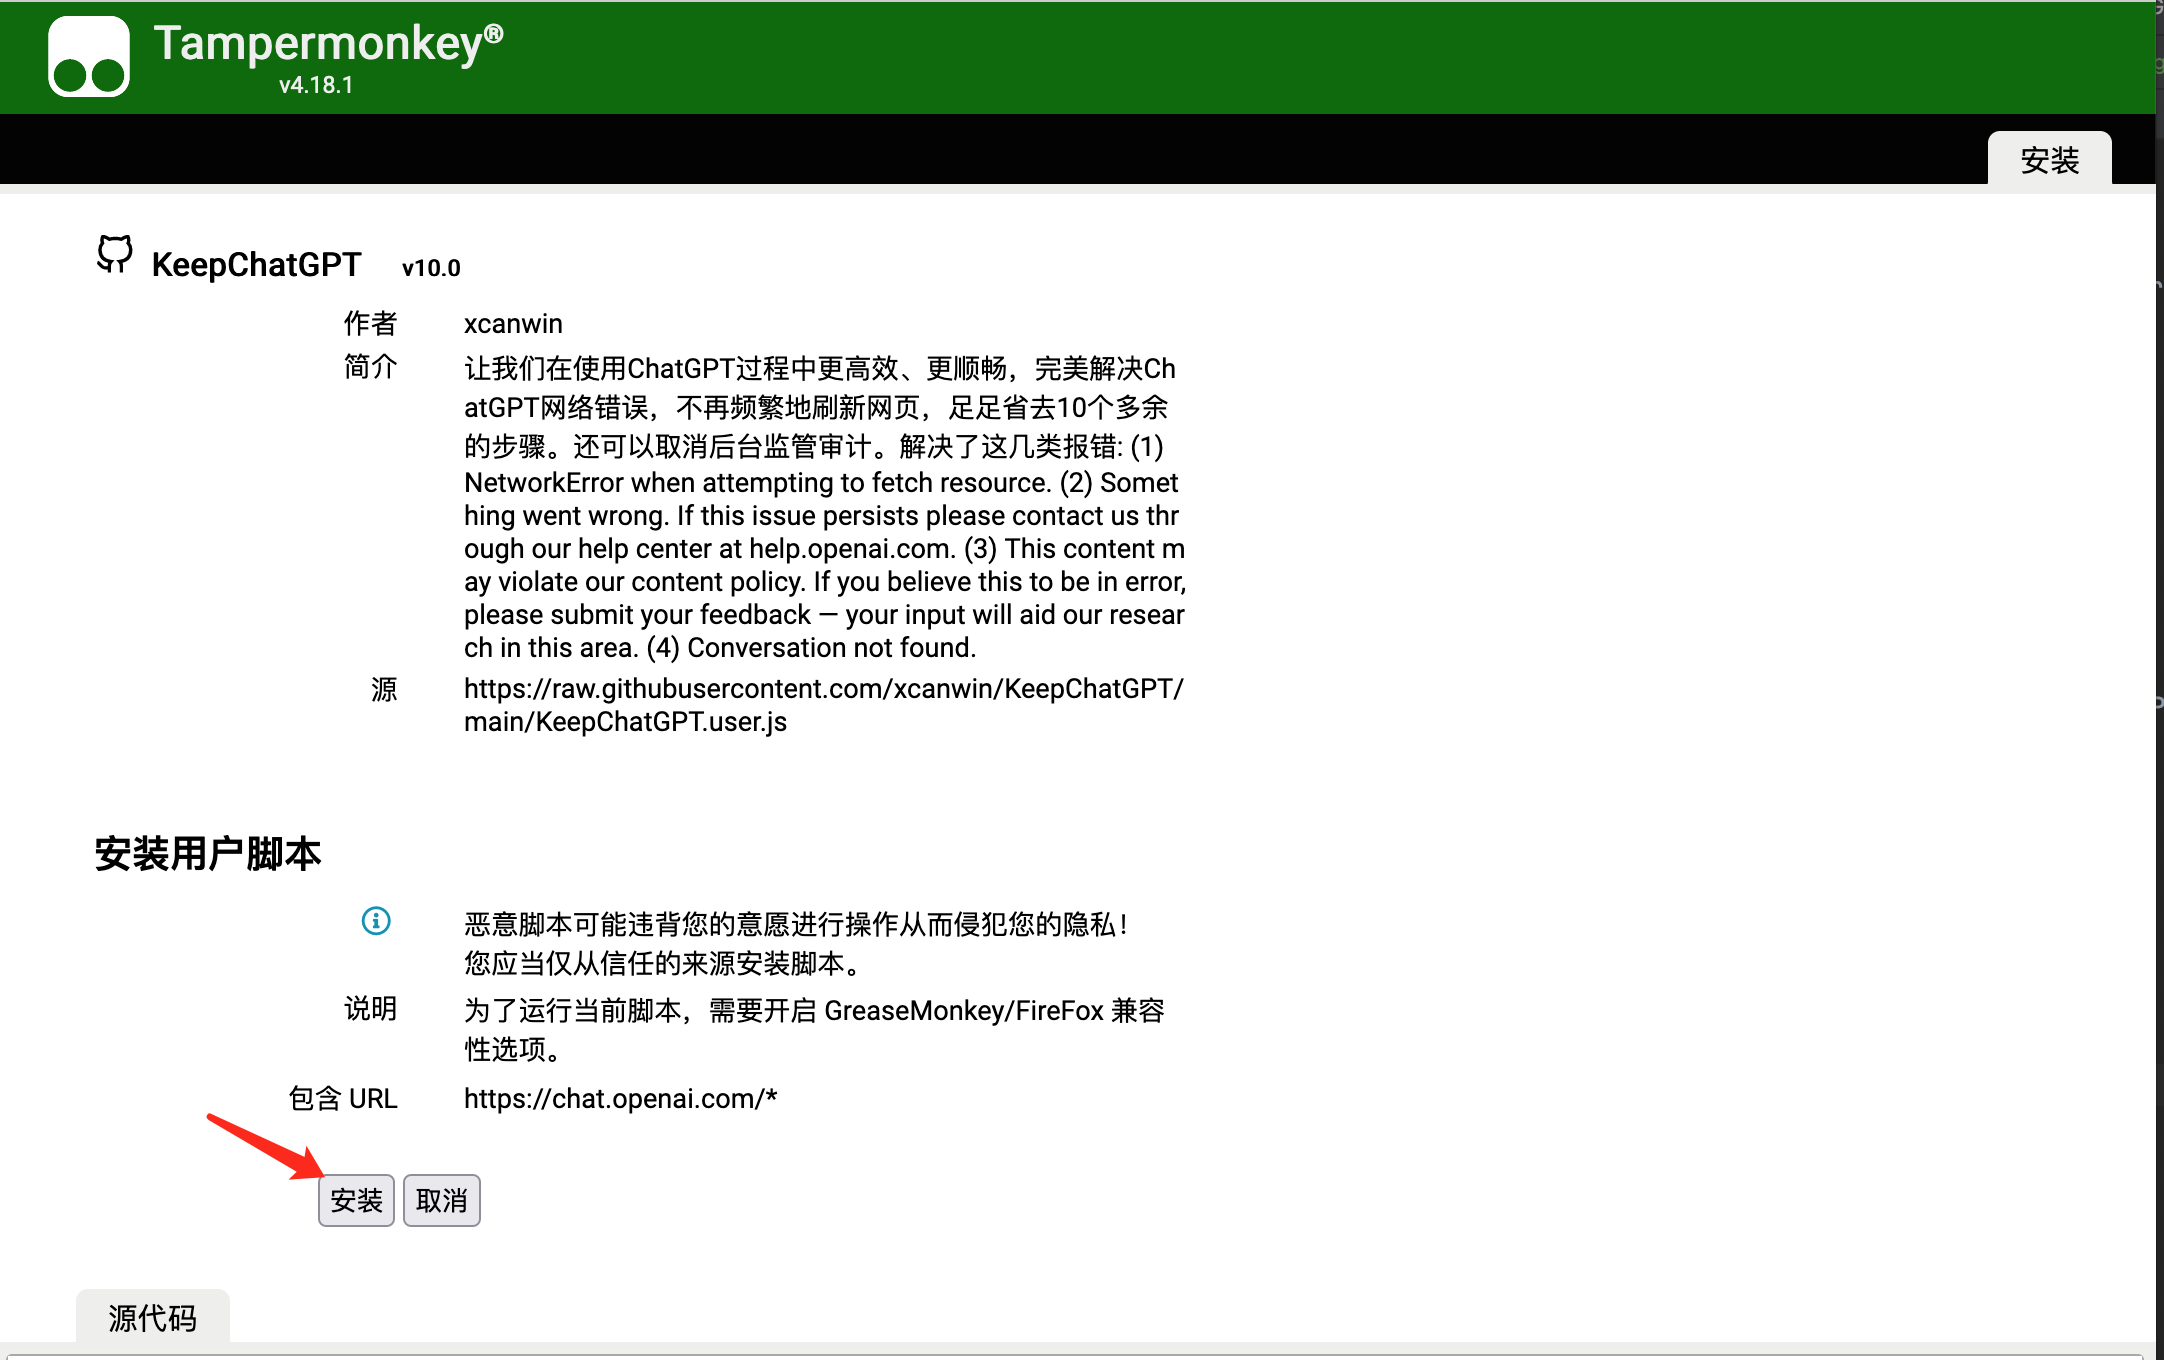 Tampermonkey®
v4.18.1
安装
KeepChatGPT v10.0
作者 xcanwin
简介 让我们在使用ChatGPT过程中更高效、更顺畅，完美解决Ch
atGPT网络错误，不再频繁地刷新网页，足足省去10个多余
的步骤。还可以取消后台监管审计。解决了这几类报错: (1)
NetworkError when attempting to fetch resource. (2) Somet
hing went wrong. If this issue persists please contact us thr
ough our help center at help.openai.com. (3) This content m
ay violate our content policy. If you believe this to be in error,
please submit your feedback — your input will aid our resear
ch in this area. (4) Conversation not found.
源 https://raw.githubusercontent.com/xcanwin/KeepChatGPT/
main/KeepChatGPT.user.js
安装用户脚本
恶意脚本可能违背您的意愿进行操作从而侵犯您的隐私！
您应当仅从信任的来源安装脚本。
说明 为了运行当前脚本，需要开启 GreaseMonkey/FireFox 兼容
性选项。
包含 URL https://chat.openai.com/*
安装 取消
源代码